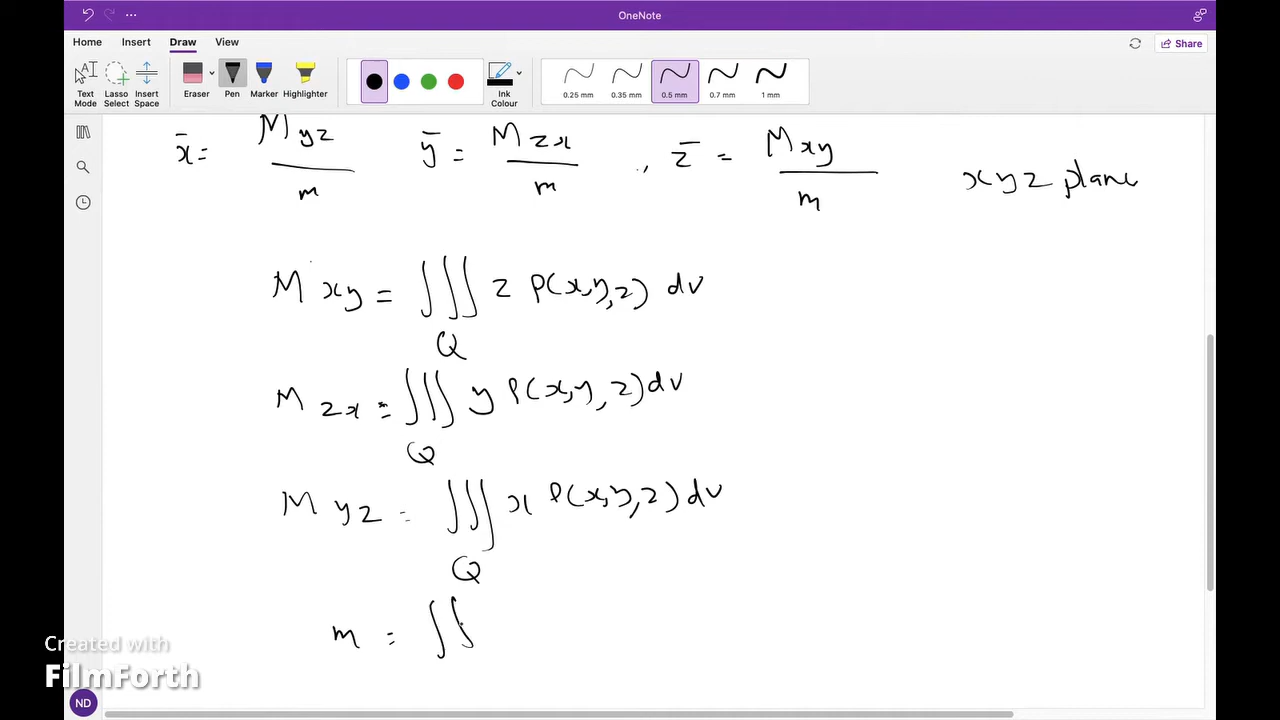 OneNote
Home Insert Draw View
Share
Text Mode Lasso Select Insert Space Eraser Pen Marker Highlighter Ink Colour 0.25 mm 0.35 mm 0.5 mm 0.7 mm 1 mm
x̄ = Myz/m ȳ = Mzx/m , z̄ = Mxy/m xyz plane
Mxy = ∭Q z ρ(x,y,z) dv
Mzx = ∭Q y ρ(x,y,z) dv
Myz = ∭Q x ρ(x,y,z) dv
m = ∬
Created with
FilmForth
ND